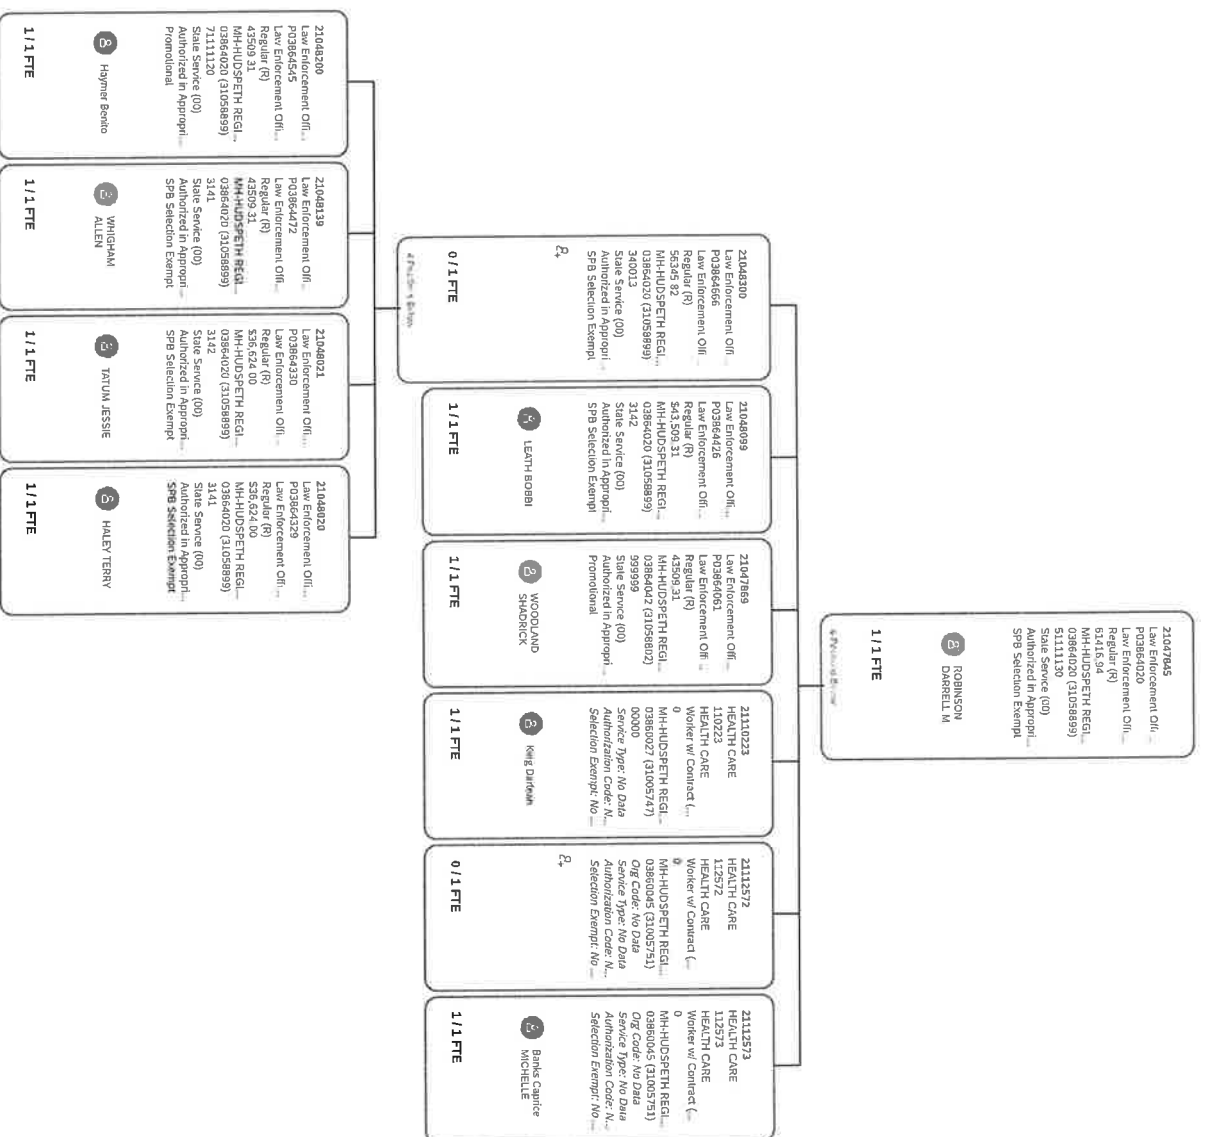 21047845
Law Enforcement Offi...
P03864020
Law Enforcement Offi...
Regular (R)
61416.94
MH-HUDSPETH REGI...
03864020 (31058899)
51111130
State Service (00)
Authorized in Appropri...
SPB Selection Exempt
ROBINSON
DARRELL M
1 / 1 FTE
21048300
Law Enforcement Offi...
P03864666
Law Enforcement Offi...
Regular (R)
56345 82
MH-HUDSPETH REGI...
03864020 (31058899)
340013
State Service (00)
Authorized in Appropri...
SPB Selection Exempt
0 / 1 FTE
21048099
Law Enforcement Offi...
P03864426
Law Enforcement Offi...
Regular (R)
$43,509.31
MH-HUDSPETH REGI...
03864020 (31058899)
3142
State Service (00)
Authorized in Appropri...
SPB Selection Exempt
LEATH BOBBI
1 / 1 FTE
21047869
Law Enforcement Offi...
P03864061
Law Enforcement Offi...
Regular (R)
43509.31
MH-HUDSPETH REGI...
03864042 (31058802)
999999
State Service (00)
Authorized in Appropri...
Promotional
WOODLAND
SHADRICK
1 / 1 FTE
21110223
HEALTH CARE
110223
HEALTH CARE
Worker w/ Contract (...
0
MH-HUDSPETH REGI...
03860027 (31005747)
00000
Service Type: No Data
Authorization Code: N...
Selection Exempt: No ...
King Dartean
1 / 1 FTE
21112572
HEALTH CARE
112572
HEALTH CARE
Worker w/ Contract (...
0
MH-HUDSPETH REGI...
03860045 (31005751)
Org Code: No Data
Service Type: No Data
Authorization Code: N...
Selection Exempt: No ...
0 / 1 FTE
21112573
HEALTH CARE
112573
HEALTH CARE
Worker w/ Contract (...
0
MH-HUDSPETH REGI...
03860045 (31005751)
Org Code: No Data
Service Type: No Data
Authorization Code: N...
Selection Exempt: No ...
Banks Caprice
MICHELLE
1 / 1 FTE
21048200
Law Enforcement Offi...
P03864545
Law Enforcement Offi...
Regular (R)
43509 31
MH-HUDSPETH REGI...
03864020 (31058899)
71111120
State Service (00)
Authorized in Appropri...
Promotional
Haymer Benito
1 / 1 FTE
21048139
Law Enforcement Offi...
P03864472
Law Enforcement Offi...
Regular (R)
43509 31
MH-HUDSPETH REGI...
03864020 (31058899)
3141
State Service (00)
Authorized in Appropri...
SPB Selection Exempt
WHIGHAM
ALLEN
1 / 1 FTE
21048021
Law Enforcement Offi...
P03864330
Law Enforcement Offi...
Regular (R)
$36,624 00
MH-HUDSPETH REGI...
03864020 (31058899)
3142
State Service (00)
Authorized in Appropri...
SPB Selection Exempt
TATUM JESSIE
1 / 1 FTE
21048020
Law Enforcement Offi...
P03864329
Law Enforcement Offi...
Regular (R)
$36,624 00
MH-HUDSPETH REGI...
03864020 (31058899)
3141
State Service (00)
Authorized in Appropri...
SPB Selection Exempt
HALEY TERRY
1 / 1 FTE